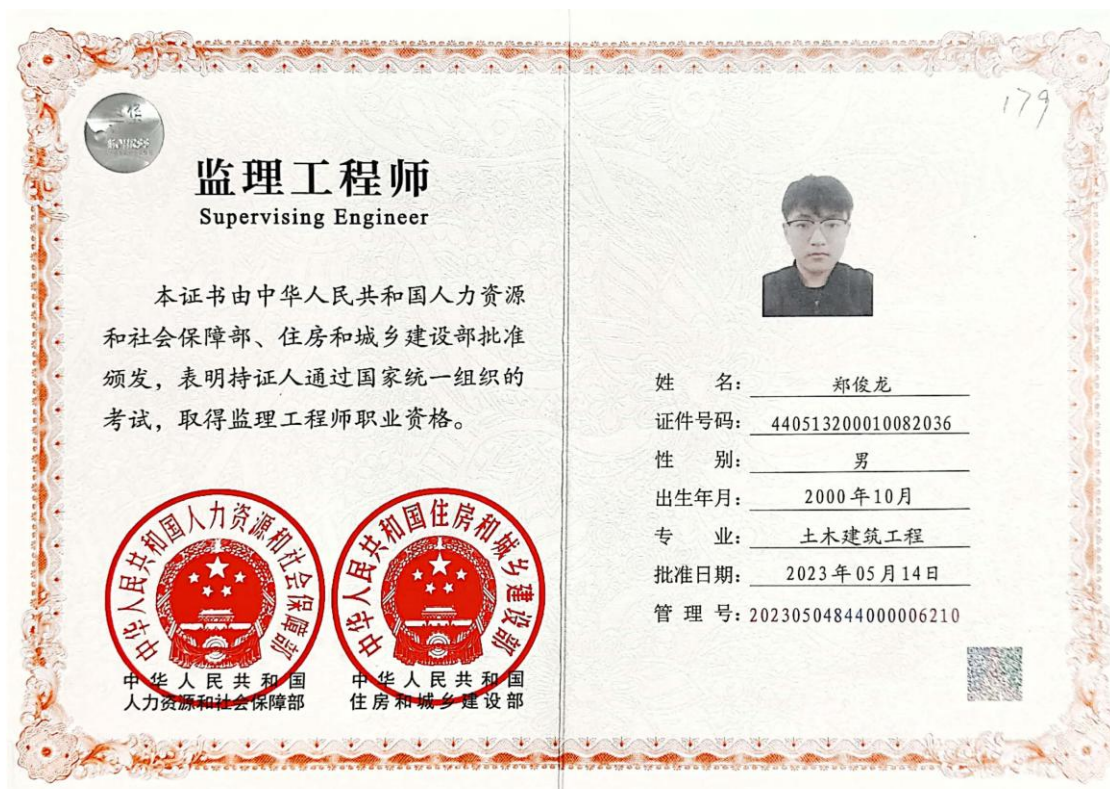 179
监理工程师
Supervising Engineer
本证书由中华人民共和国人力资源
和社会保障部、住房和城乡建设部批准
颁发，表明持证人通过国家统一组织的
考试，取得监理工程师职业资格。
中华人民共和国人力资源和社会保障部
中华人民共和国住房和城乡建设部
中华人民共和国
人力资源和社会保障部
中华人民共和国
住房和城乡建设部
姓 名：郑俊龙
证件号码：440513200010082036
性 别：男
出生年月：2000年10月
专 业：土木建筑工程
批准日期：2023年05月14日
管 理 号：20230504844000006210